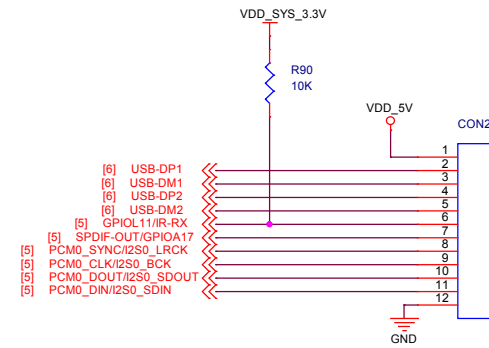 VDD_SYS_3.3V
R90
10K
VDD_5V
CON2
1
[6] USB-DP1 2
[6] USB-DM1 3
[6] USB-DP2 4
[6] USB-DM2 5
[5] GPIOL11/IR-RX 6
[5] SPDIF-OUT/GPIOA17 7
[5] PCM0_SYNC/I2S0_LRCK 8
[5] PCM0_CLK/I2S0_BCK 9
[5] PCM0_DOUT/I2S0_SDOUT 10
[5] PCM0_DIN/I2S0_SDIN 11
12
GND